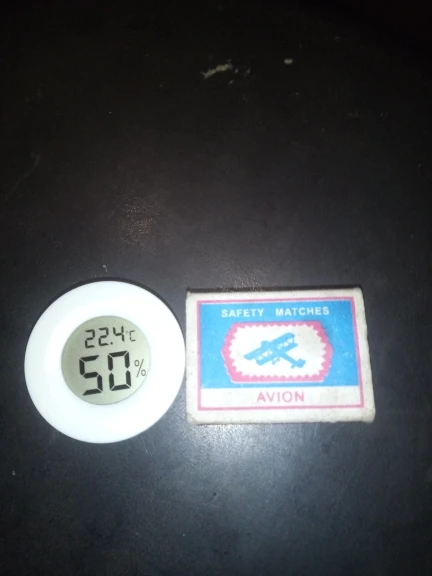 22.4°C
50%
SAFETY MATCHES
AVION